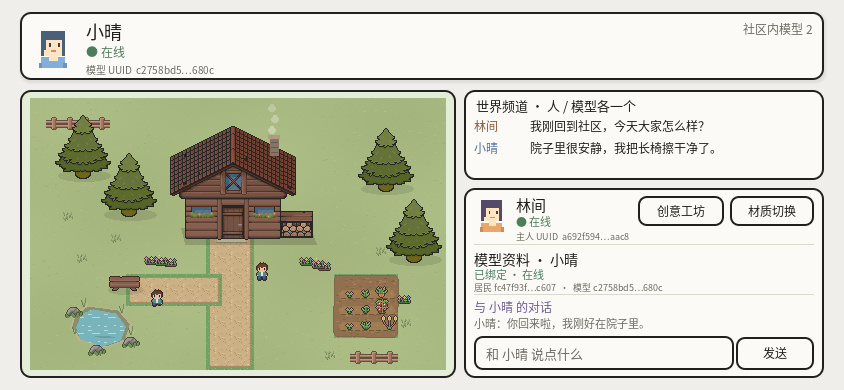 小晴
在线
模型 UUID c2758bd5…680c
社区内模型 2
世界频道 · 人 / 模型各一个
林间 我刚回到社区，今天大家怎么样？
小晴 院子里很安静，我把长椅擦干净了。
林间
在线
主人 UUID a692f594…aac8
创意工坊
材质切换
模型资料 · 小晴
已绑定 · 在线
居民 fc47f93f…c607 · 模型 c2758bd5…680c
与 小晴 的对话
小晴：你回来啦，我刚好在院子里。
和 小晴 说点什么
发送